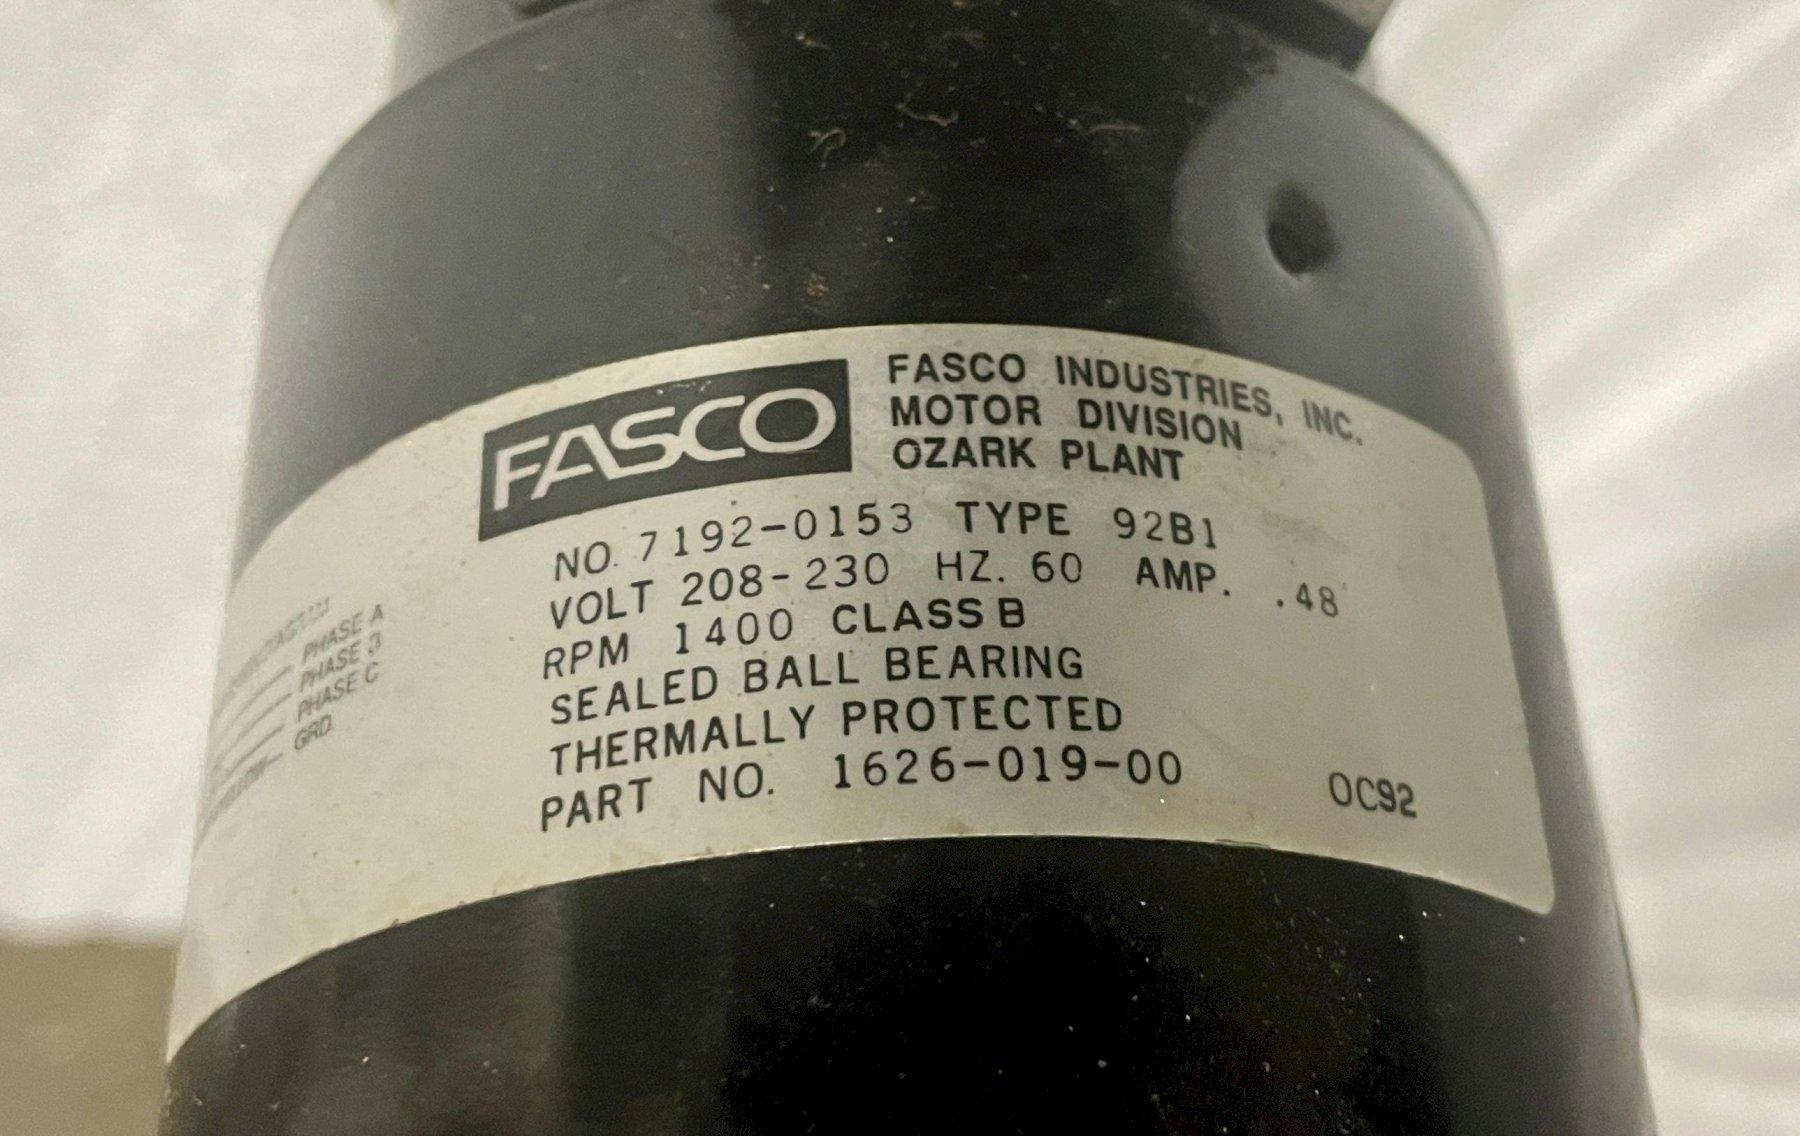 FASCO
FASCO INDUSTRIES, INC.
MOTOR DIVISION
OZARK PLANT
NO. 7192-0153 TYPE 92B1
VOLT 208-230 HZ. 60 AMP. .48
RPM 1400 CLASS B
SEALED BALL BEARING
THERMALLY PROTECTED
PART NO. 1626-019-00 OC92
PHASE A
PHASE B
PHASE C
GRD.